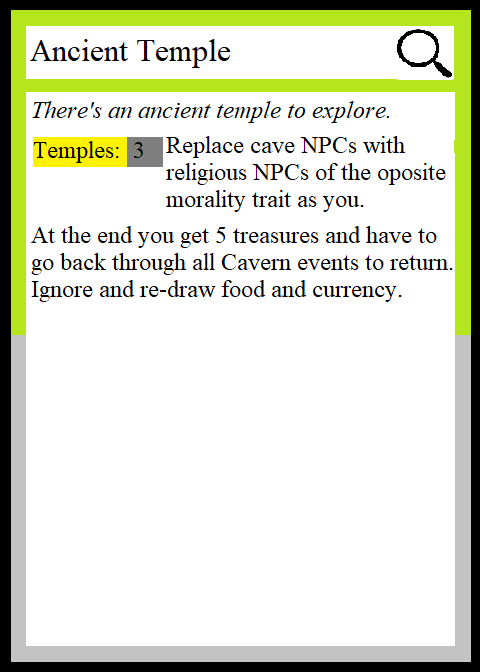 Ancient Temple
There's an ancient temple to explore.
Temples: 3 Replace cave NPCs with
religious NPCs of the oposite
morality trait as you.
At the end you get 5 treasures and have to
go back through all Cavern events to return.
Ignore and re-draw food and currency.